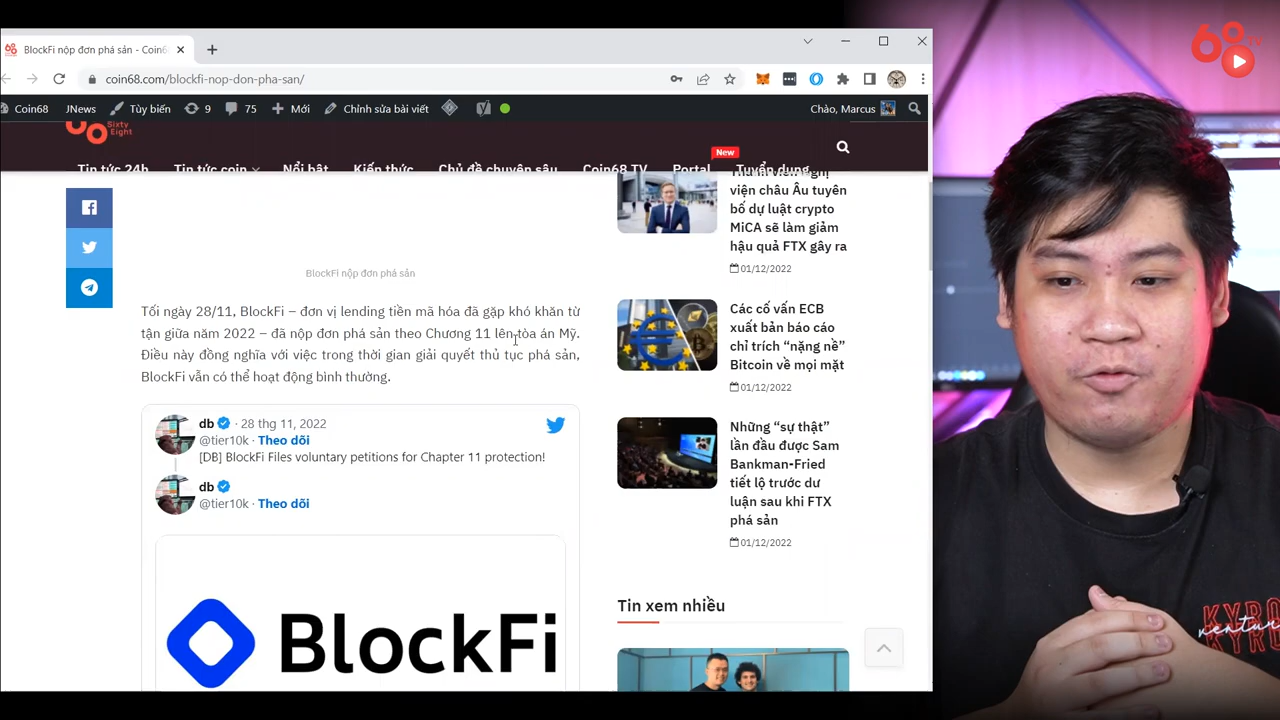 BlockFi nộp đơn phá sản - Coin6
coin68.com/blockfi-nop-don-pha-san/
Coin68
JNews
Tùy biến
9
75
Mới
Chỉnh sửa bài viết
Chào, Marcus
68 TV
Sixty
Eight
New
Tin tức 24h
Tin tức coin
Nổi bật
Kiến thức
Chủ đề chuyên sâu
Coin68 TV
Portal
Tuyển dụng
BlockFi nộp đơn phá sản
Tối ngày 28/11, BlockFi – đơn vị lending tiền mã hóa đã gặp khó khăn từ
tận giữa năm 2022 – đã nộp đơn phá sản theo Chương 11 lên tòa án Mỹ.
Điều này đồng nghĩa với việc trong thời gian giải quyết thủ tục phá sản,
BlockFi vẫn có thể hoạt động bình thường.
db · 28 thg 11, 2022
@tier10k · Theo dõi
[DB] BlockFi Files voluntary petitions for Chapter 11 protection!
db
@tier10k · Theo dõi
BlockFi
viện châu Âu tuyên
bố dự luật crypto
MiCA sẽ làm giảm
hậu quả FTX gây ra
01/12/2022
Các cố vấn ECB
xuất bản báo cáo
chỉ trích “nặng nề”
Bitcoin về mọi mặt
01/12/2022
Những “sự thật”
lần đầu được Sam
Bankman-Fried
tiết lộ trước dư
luận sau khi FTX
phá sản
01/12/2022
Tin xem nhiều
KYRO
ventur